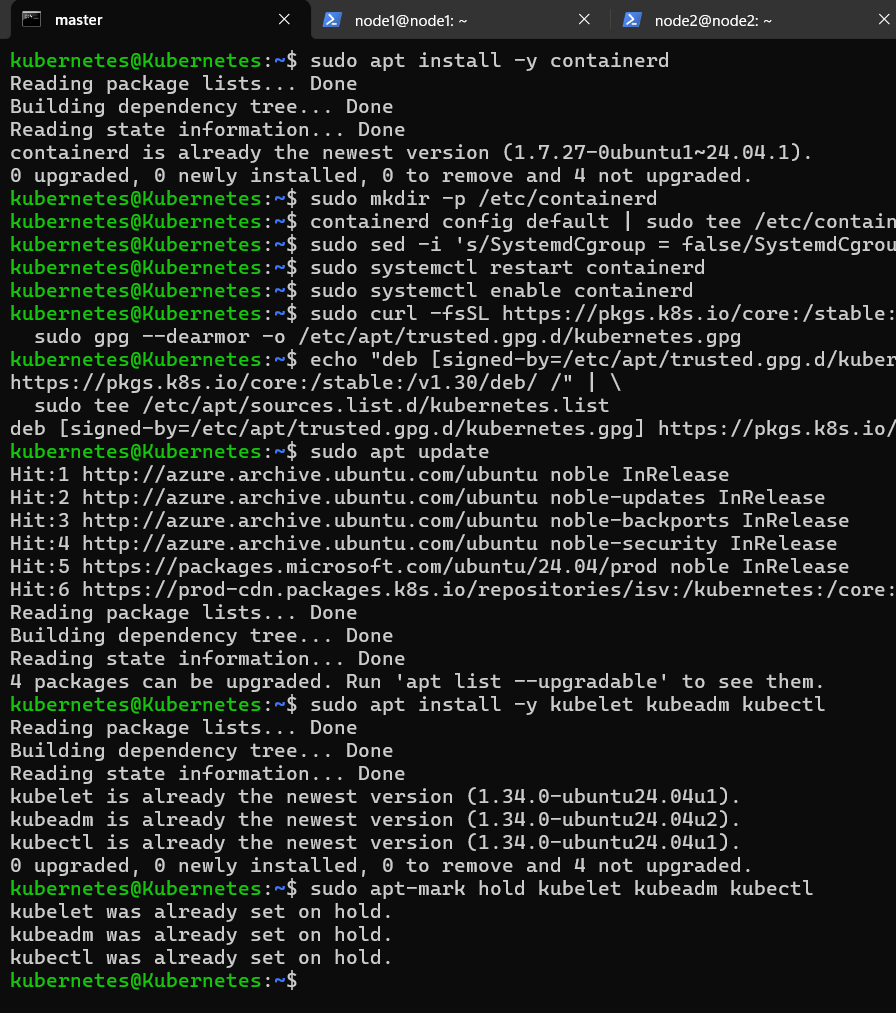 master
node1@node1: ~
node2@node2: ~
kubernetes@Kubernetes:~$ sudo apt install -y containerd
Reading package lists... Done
Building dependency tree... Done
Reading state information... Done
containerd is already the newest version (1.7.27-0ubuntu1~24.04.1).
0 upgraded, 0 newly installed, 0 to remove and 4 not upgraded.
kubernetes@Kubernetes:~$ sudo mkdir -p /etc/containerd
kubernetes@Kubernetes:~$ containerd config default | sudo tee /etc/contain
kubernetes@Kubernetes:~$ sudo sed -i 's/SystemdCgroup = false/SystemdCgrou
kubernetes@Kubernetes:~$ sudo systemctl restart containerd
kubernetes@Kubernetes:~$ sudo systemctl enable containerd
kubernetes@Kubernetes:~$ sudo curl -fsSL https://pkgs.k8s.io/core:/stable:
  sudo gpg --dearmor -o /etc/apt/trusted.gpg.d/kubernetes.gpg
kubernetes@Kubernetes:~$ echo "deb [signed-by=/etc/apt/trusted.gpg.d/kuber
https://pkgs.k8s.io/core:/stable:/v1.30/deb/ /" | \
  sudo tee /etc/apt/sources.list.d/kubernetes.list
deb [signed-by=/etc/apt/trusted.gpg.d/kubernetes.gpg] https://pkgs.k8s.io/
kubernetes@Kubernetes:~$ sudo apt update
Hit:1 http://azure.archive.ubuntu.com/ubuntu noble InRelease
Hit:2 http://azure.archive.ubuntu.com/ubuntu noble-updates InRelease
Hit:3 http://azure.archive.ubuntu.com/ubuntu noble-backports InRelease
Hit:4 http://azure.archive.ubuntu.com/ubuntu noble-security InRelease
Hit:5 https://packages.microsoft.com/ubuntu/24.04/prod noble InRelease
Hit:6 https://prod-cdn.packages.k8s.io/repositories/isv:/kubernetes:/core:
Reading package lists... Done
Building dependency tree... Done
Reading state information... Done
4 packages can be upgraded. Run 'apt list --upgradable' to see them.
kubernetes@Kubernetes:~$ sudo apt install -y kubelet kubeadm kubectl
Reading package lists... Done
Building dependency tree... Done
Reading state information... Done
kubelet is already the newest version (1.34.0-ubuntu24.04u1).
kubeadm is already the newest version (1.34.0-ubuntu24.04u2).
kubectl is already the newest version (1.34.0-ubuntu24.04u1).
0 upgraded, 0 newly installed, 0 to remove and 4 not upgraded.
kubernetes@Kubernetes:~$ sudo apt-mark hold kubelet kubeadm kubectl
kubelet was already set on hold.
kubeadm was already set on hold.
kubectl was already set on hold.
kubernetes@Kubernetes:~$